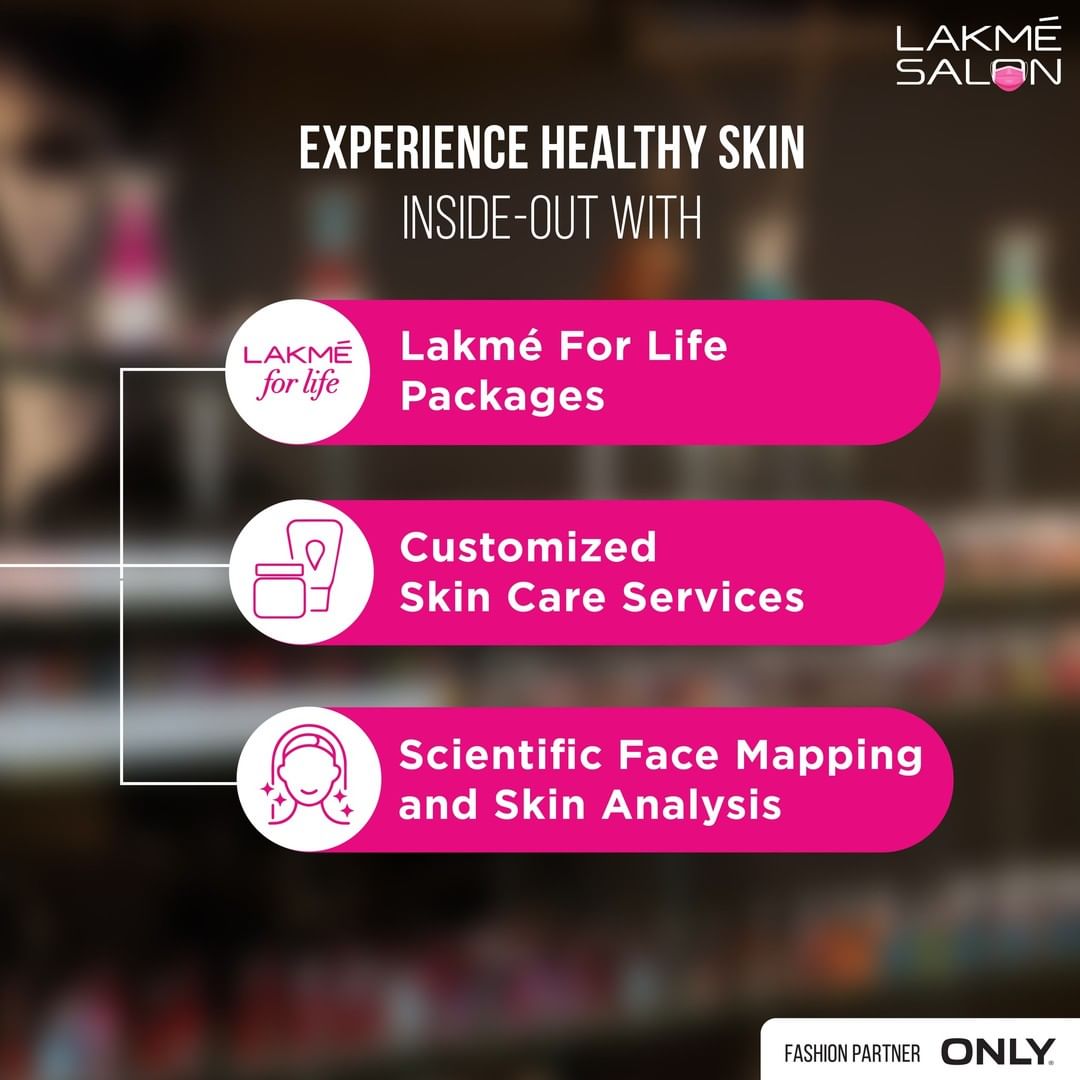 LAKMÉ
SALON
EXPERIENCE HEALTHY SKIN
INSIDE-OUT WITH
LAKMÉ
for life
Lakmé For Life
Packages
Customized
Skin Care Services
Scientific Face Mapping
and Skin Analysis
FASHION PARTNER ONLY